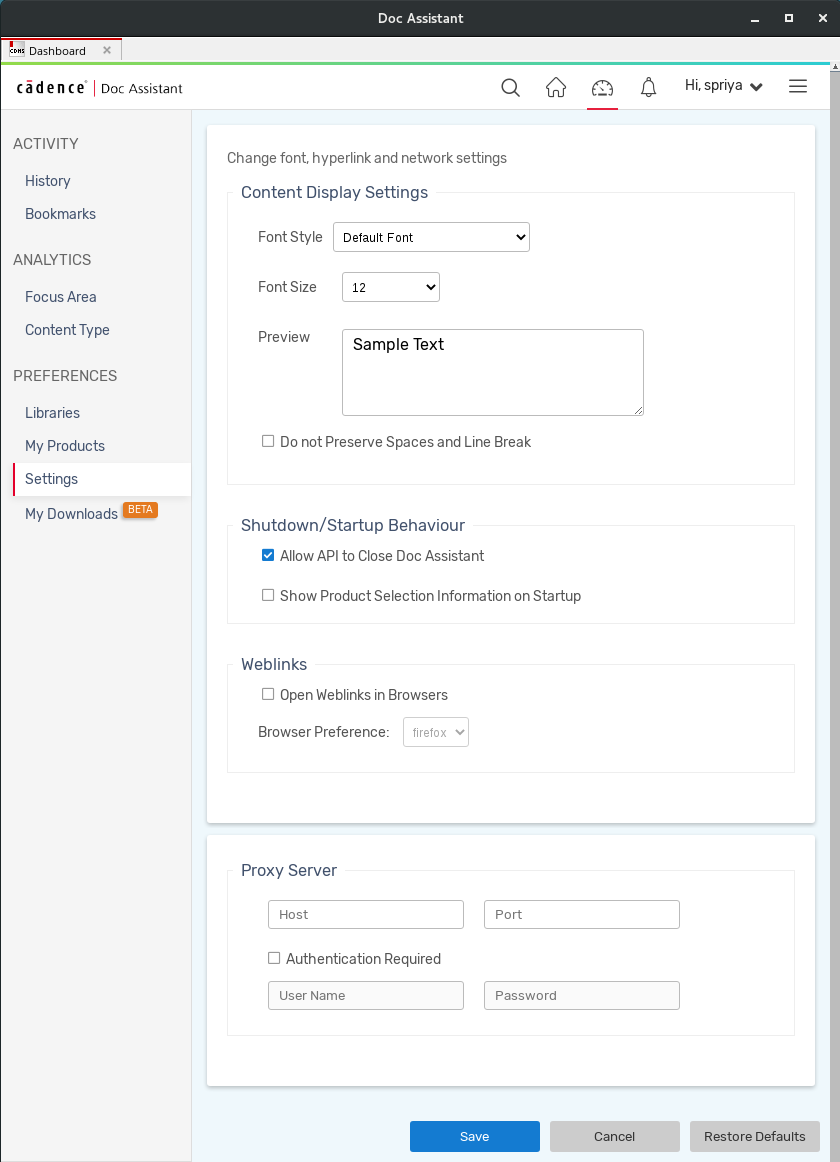 Doc Assistant
CDNS Dashboard
cādence® | Doc Assistant
Hi, spriya
ACTIVITY
History
Bookmarks
ANALYTICS
Focus Area
Content Type
PREFERENCES
Libraries
My Products
Settings
My Downloads BETA
Change font, hyperlink and network settings
Content Display Settings
Font Style Default Font
Font Size 12
Preview Sample Text
Do not Preserve Spaces and Line Break
Shutdown/Startup Behaviour
Allow API to Close Doc Assistant
Show Product Selection Information on Startup
Weblinks
Open Weblinks in Browsers
Browser Preference: firefox
Proxy Server
Host Port
Authentication Required
User Name Password
Save Cancel Restore Defaults